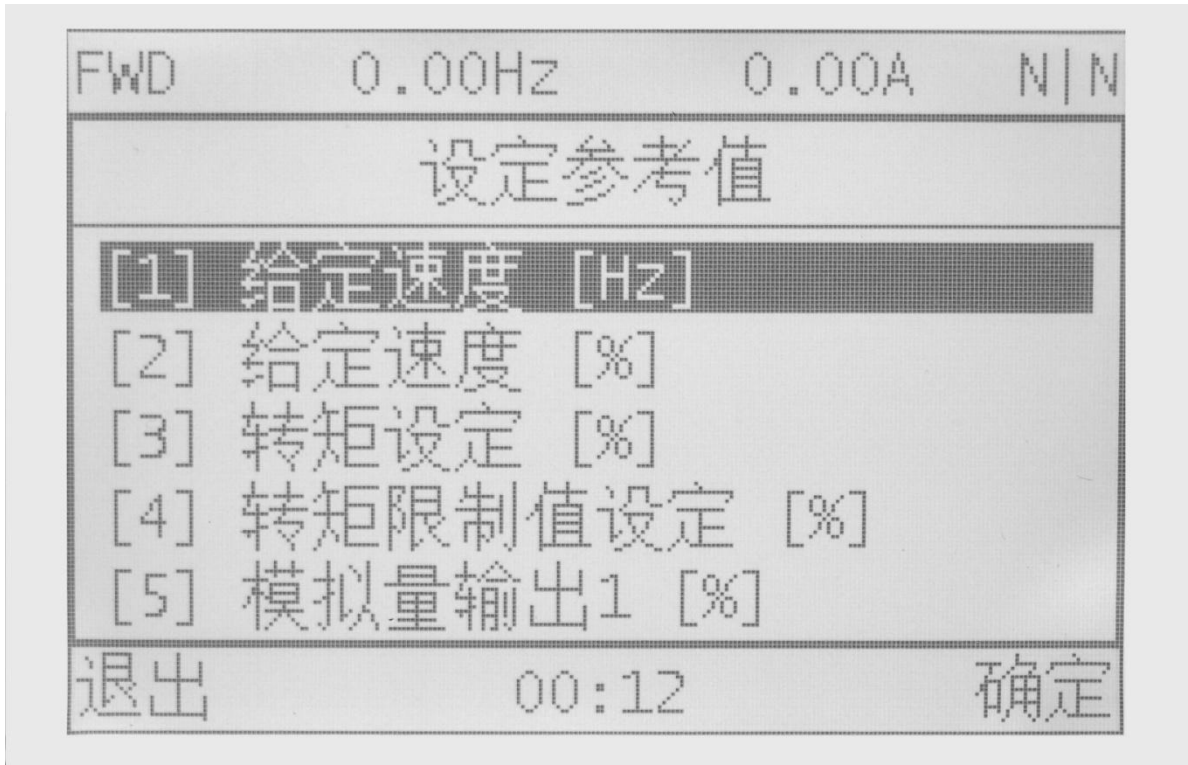 FWD 0.00Hz 0.00A N|N
设定参考值
[1] 给定速度 [Hz]
[2] 给定速度 [%]
[3] 转矩设定 [%]
[4] 转矩限制值设定 [%]
[5] 模拟量输出1 [%]
退出 00:12 确定